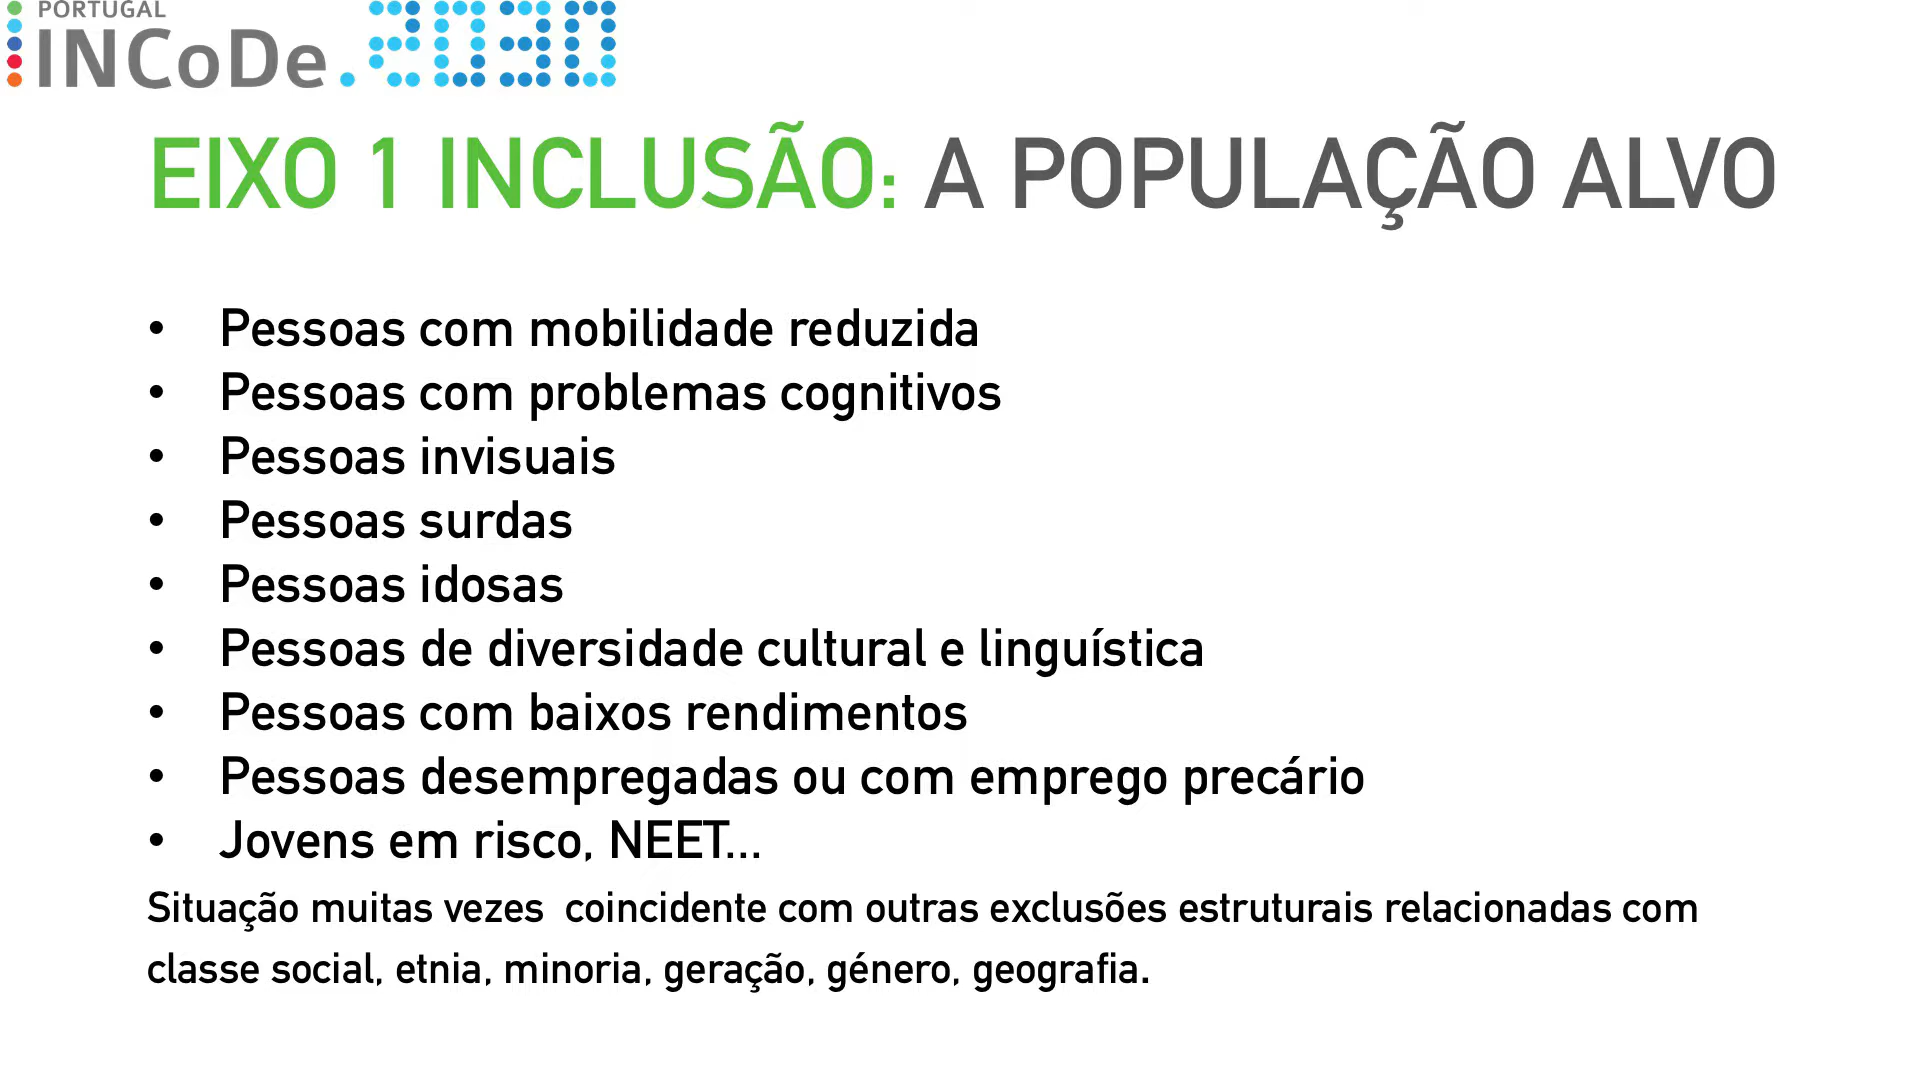 PORTUGAL
INCoDe.2030
EIXO 1 INCLUSÃO: A POPULAÇÃO ALVO
• Pessoas com mobilidade reduzida
• Pessoas com problemas cognitivos
• Pessoas invisuais
• Pessoas surdas
• Pessoas idosas
• Pessoas de diversidade cultural e linguística
• Pessoas com baixos rendimentos
• Pessoas desempregadas ou com emprego precário
• Jovens em risco, NEET...
Situação muitas vezes  coincidente com outras exclusões estruturais relacionadas com
classe social, etnia, minoria, geração, género, geografia.